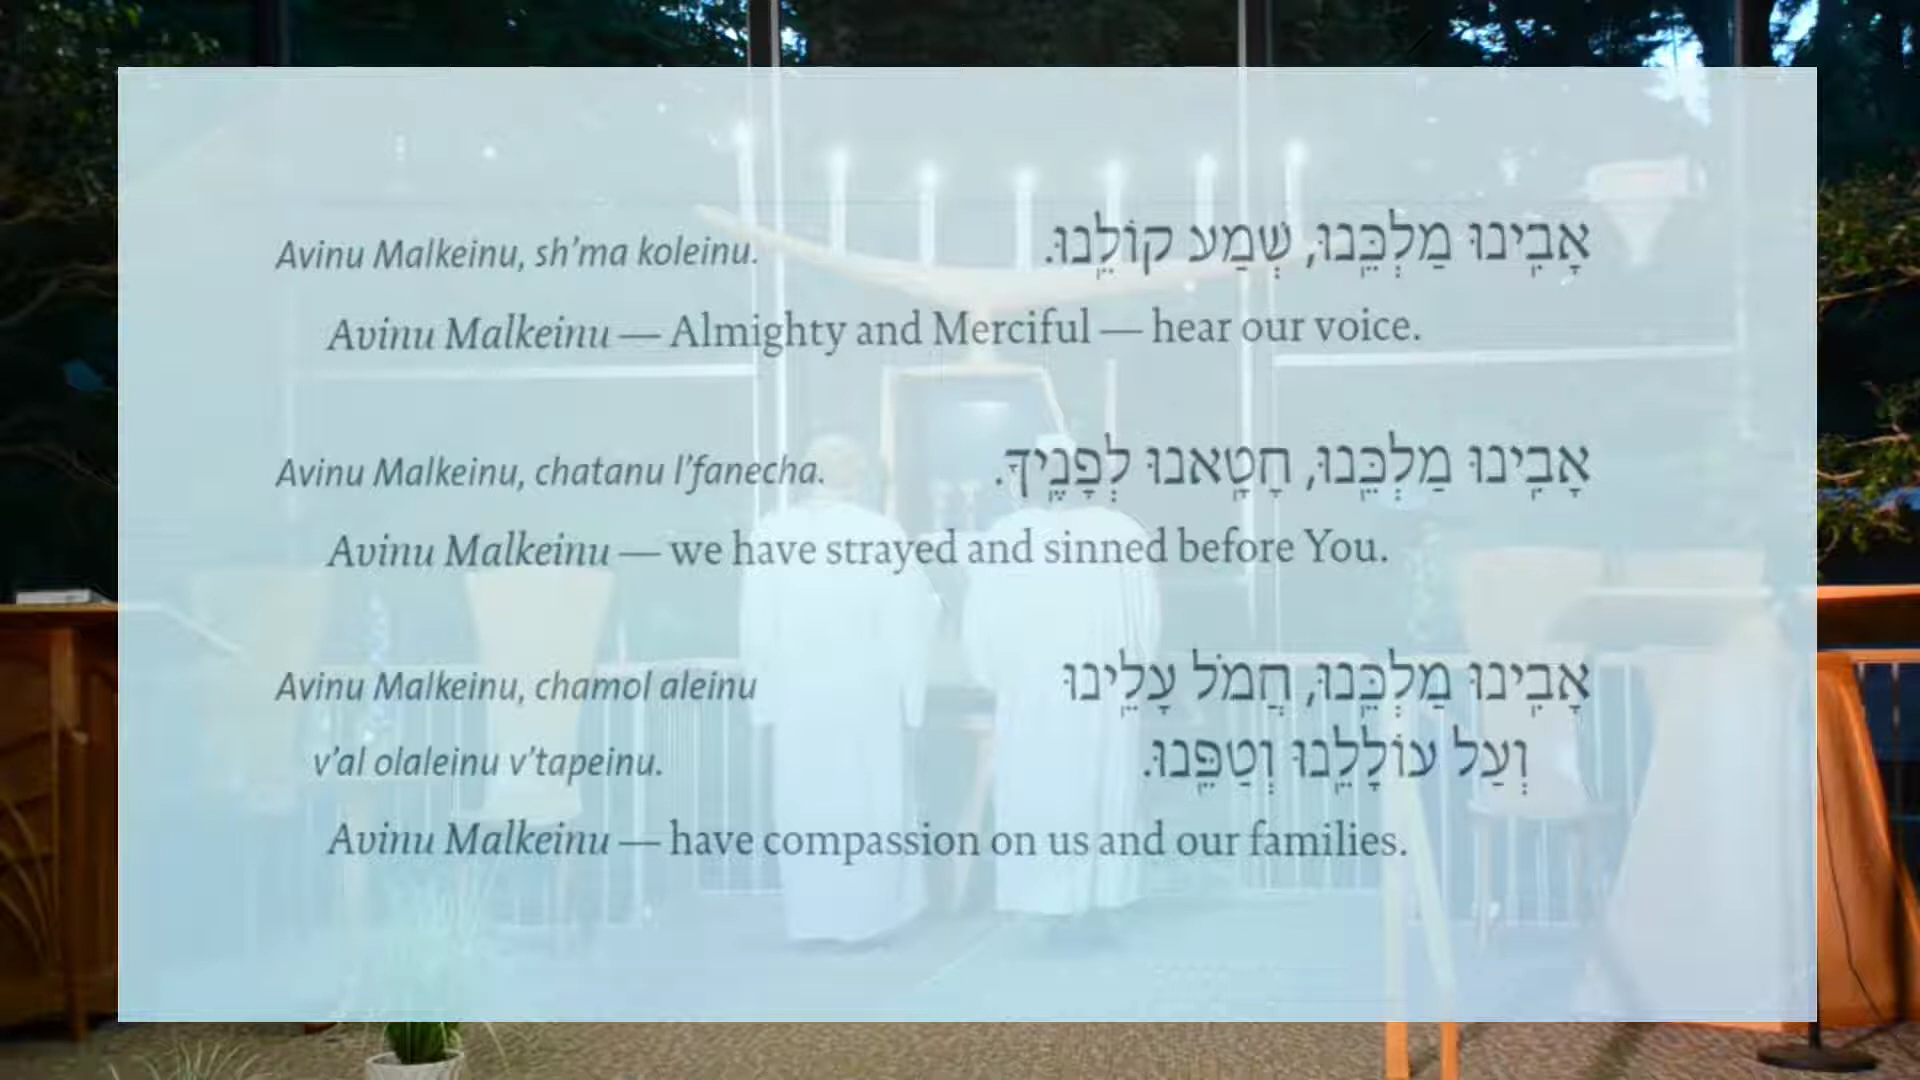 Avinu Malkeinu, sh’ma koleinu.
אָבִֽינוּ מַלְכֵּֽנוּ, שְׁמַע קוֹלֵֽנוּ.
Avinu Malkeinu — Almighty and Merciful — hear our voice.
Avinu Malkeinu, chatanu l’fanecha.
אָבִֽינוּ מַלְכֵּֽנוּ, חָטָֽאנוּ לְפָנֶֽיךָ.
Avinu Malkeinu — we have strayed and sinned before You.
Avinu Malkeinu, chamol aleinu
אָבִֽינוּ מַלְכֵּֽנוּ, חֲמֹל עָלֵֽינוּ
v’al olaleinu v’tapeinu.
וְעַל עוֹלָלֵֽנוּ וְטַפֵּֽנוּ.
Avinu Malkeinu — have compassion on us and our families.